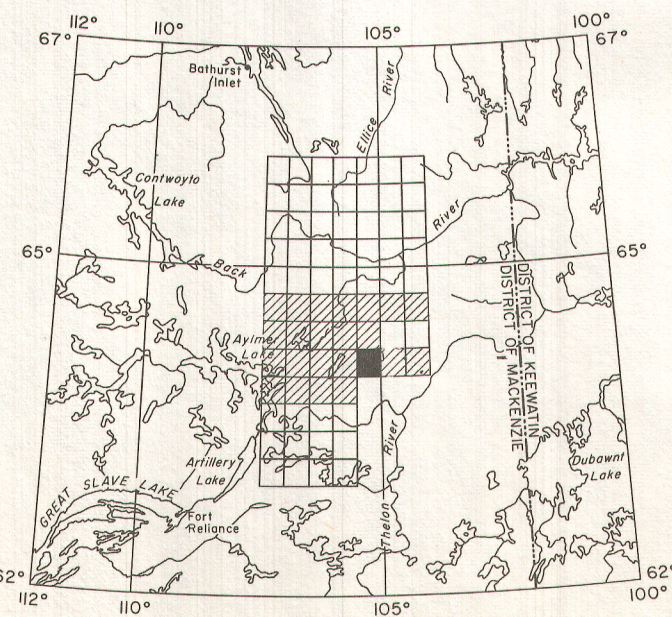 112°
110°
105°
100°
67°
67°
Bathurst
Inlet
Ellice River
Contwoyto
Lake
Back River
65°
65°
DISTRICT OF KEEWATIN
DISTRICT OF MACKENZIE
Aylmer
Lake
Artillery
Lake
GREAT SLAVE LAKE
Fort
Reliance
Thelon River
Dubawnt
Lake
62°
62°
112°
110°
105°
100°